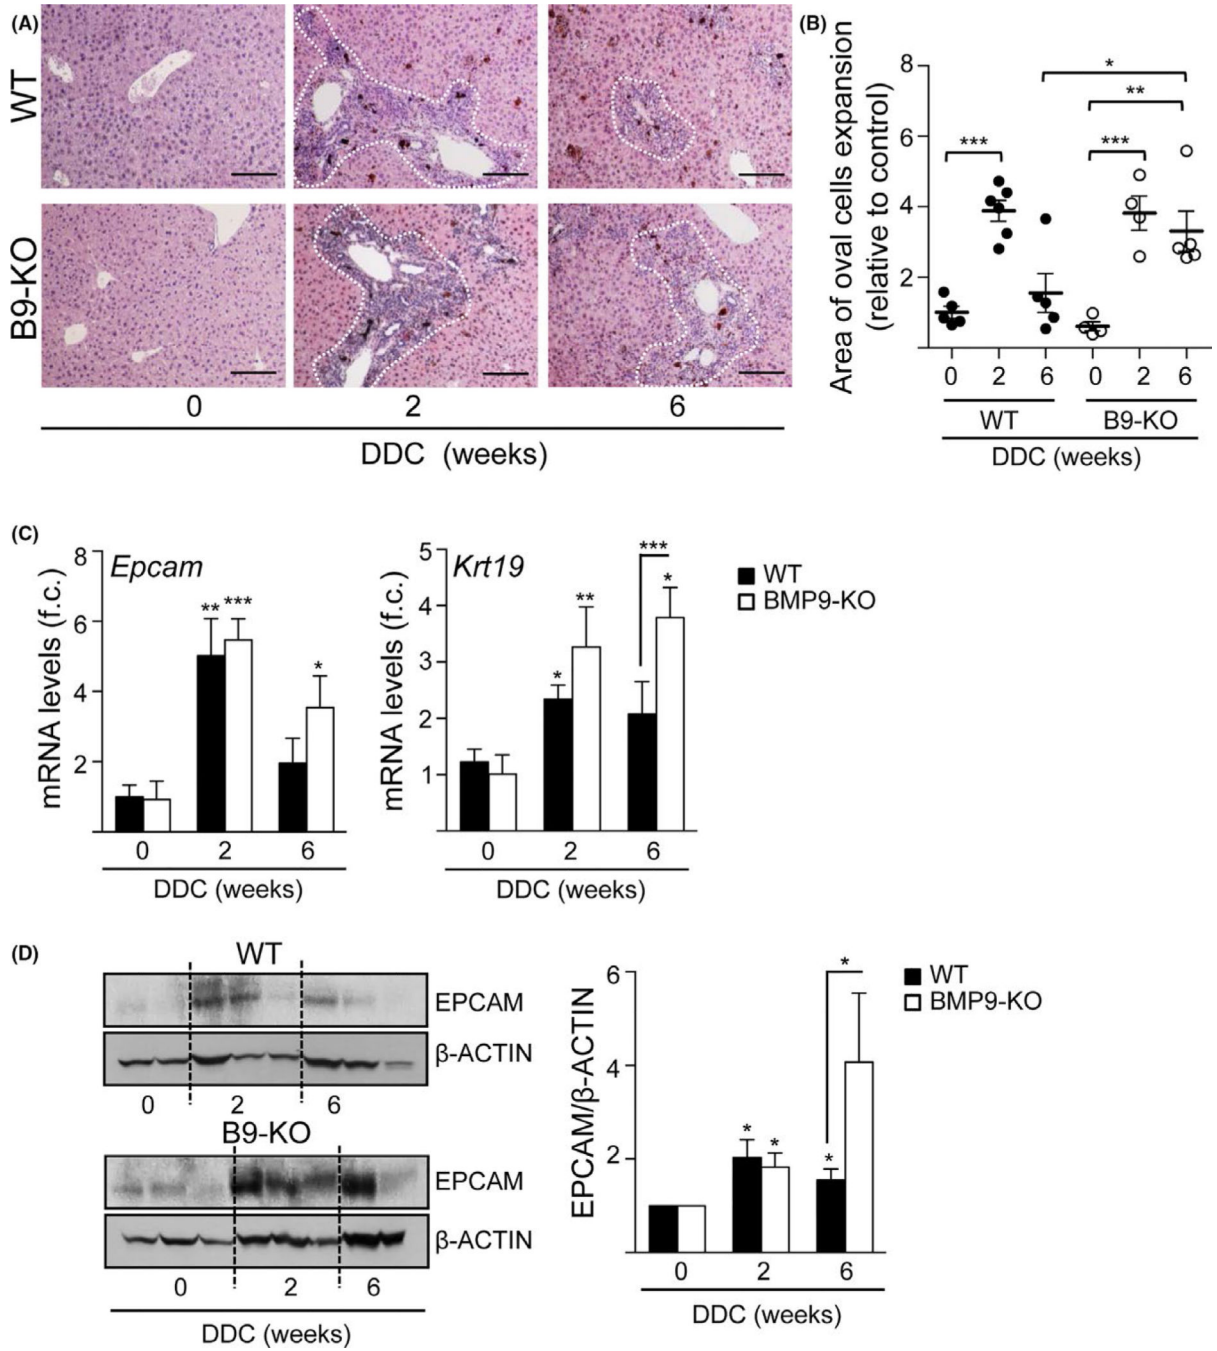 (A)
WT
B9-KO
0 2 6
DDC (weeks)
(B)
Area of oval cells expansion
(relative to control)
8
6
4
2
*
**
*** ***
0 2 6 0 2 6
WT B9-KO
DDC (weeks)
(C)
Epcam
mRNA levels (f.c.)
8
6
4
2
** *** *
0 2 6
DDC (weeks)
Krt19
mRNA levels (f.c.)
5
4
3
2
1
* ** *** *
0 2 6
DDC (weeks)
WT
BMP9-KO
(D)
WT
EPCAM
β-ACTIN
0 2 6
B9-KO
EPCAM
β-ACTIN
0 2 6
DDC (weeks)
EPCAM/β-ACTIN
6
4
2
* * * *
0 2 6
DDC (weeks)
WT
BMP9-KO